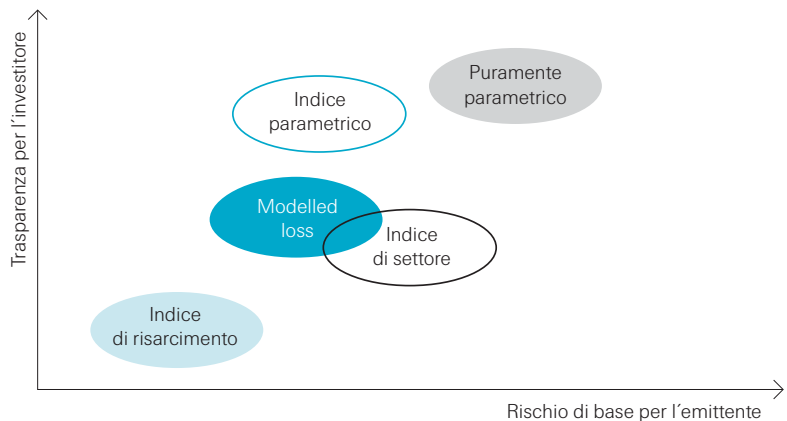 Trasparenza per l´investitore
Puramente
parametrico
Indice
parametrico
Modelled
loss
Indice
di settore
Indice
di risarcimento
Rischio di base per l´emittente